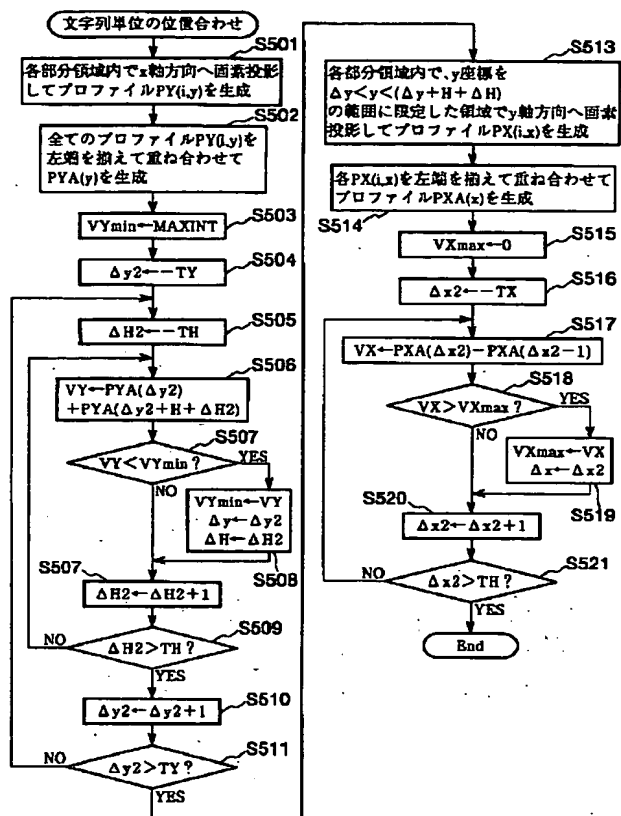 文字列単位の位置合わせ
S501
各部分領域内でx軸方向へ画素投影
してプロファイルPY(i,y)を生成
S502
全てのプロファイルPY(i,y)を
左端を揃えて重ね合わせて
PYA(y)を生成
S503
VYmin←MAXINT
S504
Δy2←−TY
S505
ΔH2←−TH
S506
VY←PYA(Δy2)
+PYA(Δy2+H+ΔH2)
S507
VY<VYmin?
YES
NO
VYmin←VY
Δy←Δy2
ΔH←ΔH2
S508
S507
ΔH2←ΔH2+1
S509
ΔH2>TH?
NO
YES
S510
Δy2←Δy2+1
S511
Δy2>TY?
NO
YES
S513
各部分領域内で、y座標を
Δy<y<(Δy+H+ΔH)
の範囲に限定した領域でy軸方向へ画素
投影してプロファイルPX(i,x)を生成
各PX(i,x)を左端を揃えて重ね合わせて
プロファイルPXA(x)を生成
S514
S515
VXmax←0
S516
Δx2←−TX
S517
VX←PXA(Δx2)−PXA(Δx2−1)
S518
VX>VXmax?
YES
NO
VXmax←VX
Δx←Δx2
S519
S520
Δx2←Δx2+1
S521
Δx2>TH?
NO
YES
End